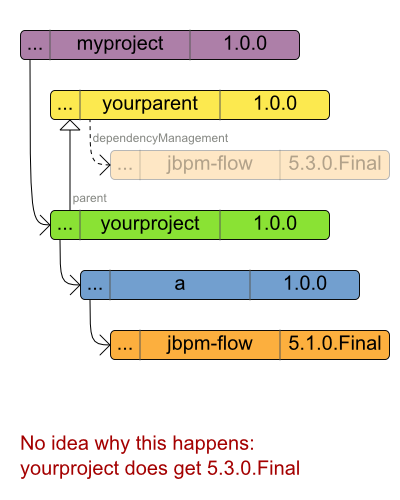 ... myproject 1.0.0
... yourparent 1.0.0
dependencyManagement
... jbpm-flow 5.3.0.Final
parent
... yourproject 1.0.0
... a 1.0.0
... jbpm-flow 5.1.0.Final
No idea why this happens:
yourproject does get 5.3.0.Final